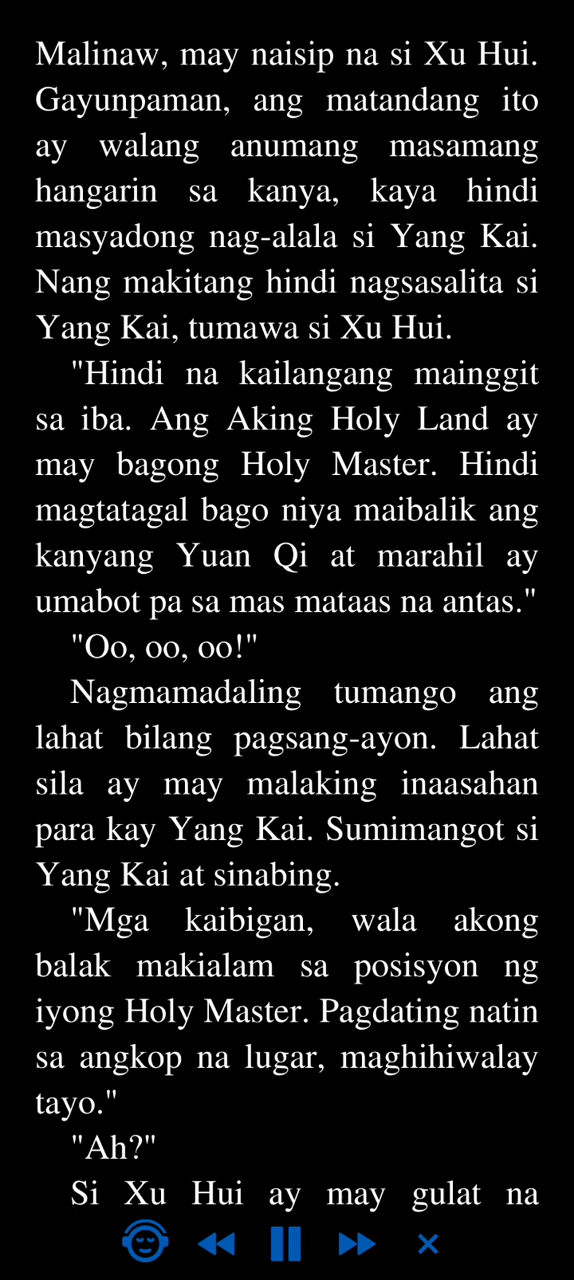 Malinaw, may naisip na si Xu Hui.
Gayunpaman, ang matandang ito
ay walang anumang masamang
hangarin sa kanya, kaya hindi
masyadong nag-alala si Yang Kai.
Nang makitang hindi nagsasalita si
Yang Kai, tumawa si Xu Hui.
"Hindi na kailangang mainggit
sa iba. Ang Aking Holy Land ay
may bagong Holy Master. Hindi
magtatagal bago niya maibalik ang
kanyang Yuan Qi at marahil ay
umabot pa sa mas mataas na antas."
"Oo, oo, oo!"
Nagmamadaling tumango ang
lahat bilang pagsang-ayon. Lahat
sila ay may malaking inaasahan
para kay Yang Kai. Sumimangot si
Yang Kai at sinabing.
"Mga kaibigan, wala akong
balak makialam sa posisyon ng
iyong Holy Master. Pagdating natin
sa angkop na lugar, maghihiwalay
tayo."
"Ah?"
Si Xu Hui ay may gulat na